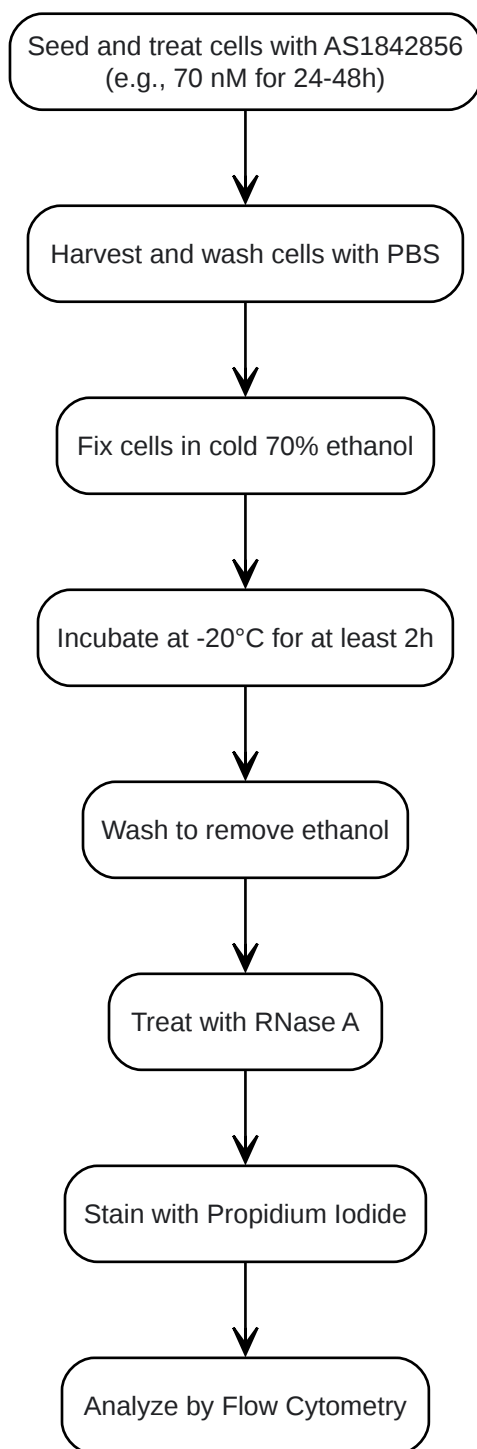 Seed and treat cells with AS1842856
(e.g., 70 nM for 24-48h)
Harvest and wash cells with PBS
Fix cells in cold 70% ethanol
Incubate at -20°C for at least 2h
Wash to remove ethanol
Treat with RNase A
Stain with Propidium Iodide
Analyze by Flow Cytometry